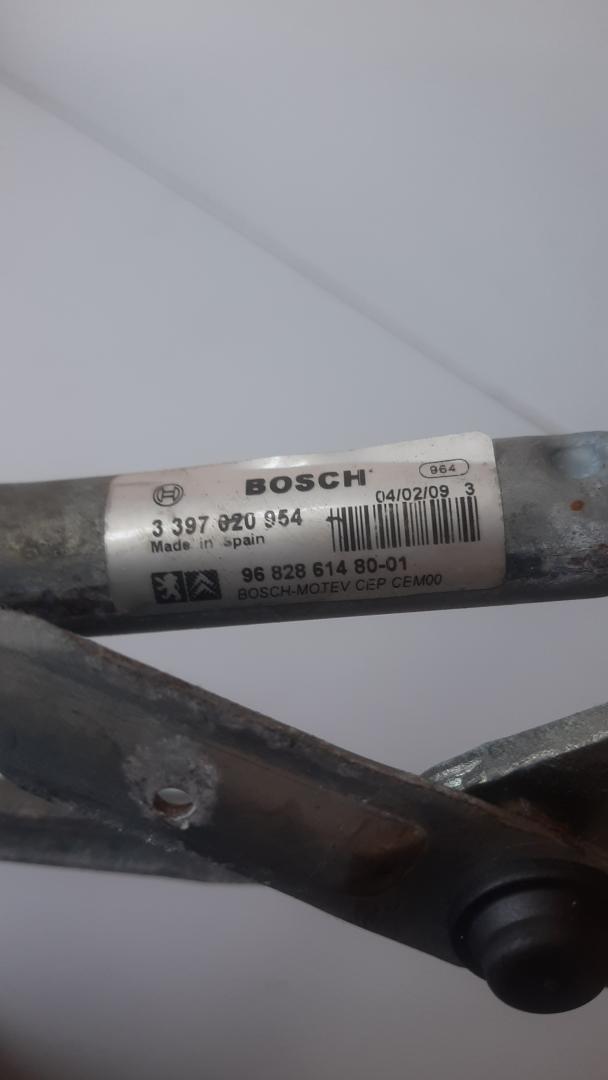 BOSCH
964
04/02/09 3
3 397 020 954
Made in Spain
96 828 614 80-01
BOSCH-MOTEV CEP CEM00